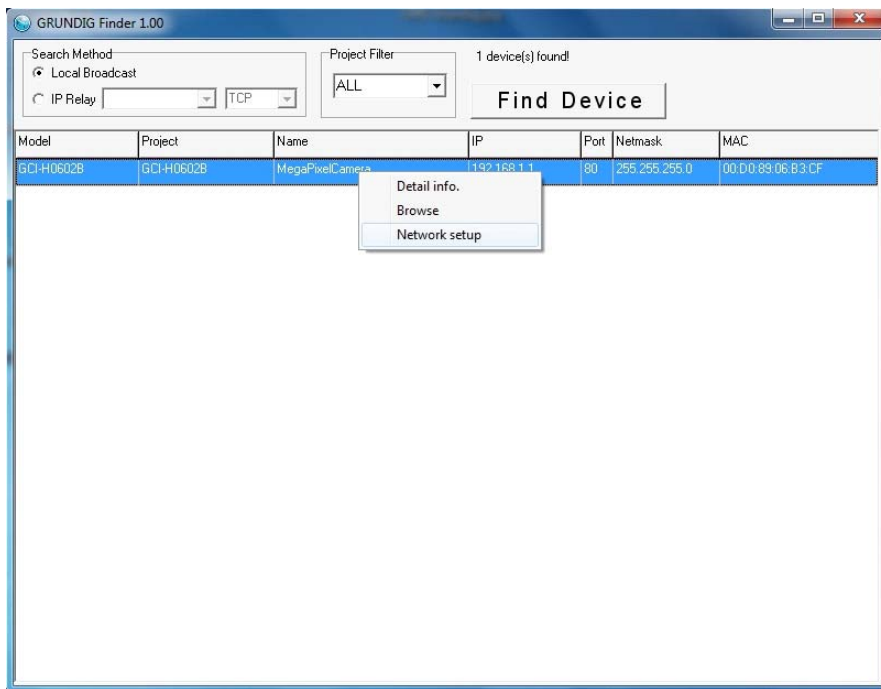 GRUNDIG Finder 1.00
Search Method
Local Broadcast
IP Relay
TCP
Project Filter
ALL
1 device(s) found!
Find Device
Model Project Name IP Port Netmask MAC
GCI-H0602B GCI-H0602B MegaPixelCamera 192.168.1.1 80 255.255.255.0 00:D0:89:06:B3:CF
Detail info.
Browse
Network setup